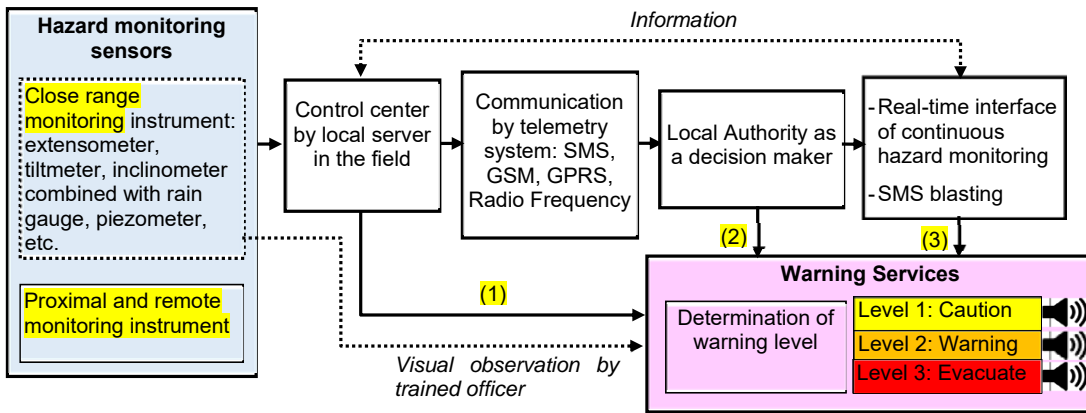 Information
Hazard monitoring
sensors
Close range
monitoring instrument:
extensometer,
tiltmeter, inclinometer
combined with rain
gauge, piezometer,
etc.
Proximal and remote
monitoring instrument
Control center
by local server
in the field
Communication
by telemetry
system: SMS,
GSM, GPRS,
Radio Frequency
Local Authority as
a decision maker
- Real-time interface
of continuous
hazard monitoring
- SMS blasting
(1)
(2)
(3)
Visual observation by
trained officer
Warning Services
Determination of
warning level
Level 1: Caution
Level 2: Warning
Level 3: Evacuate